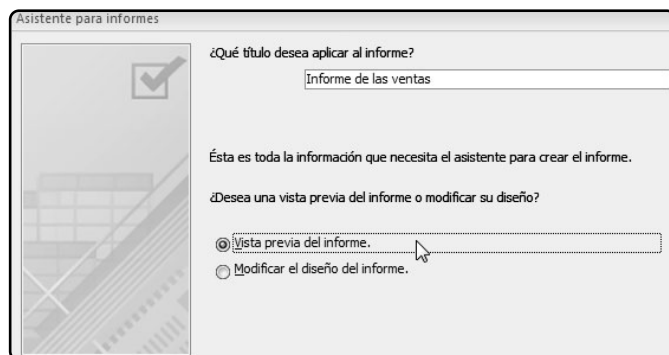 Asistente para informes
¿Qué título desea aplicar al informe?
Informe de las ventas
Ésta es toda la información que necesita el asistente para crear el informe.
¿Desea una vista previa del informe o modificar su diseño?
Vista previa del informe.
Modificar el diseño del informe.